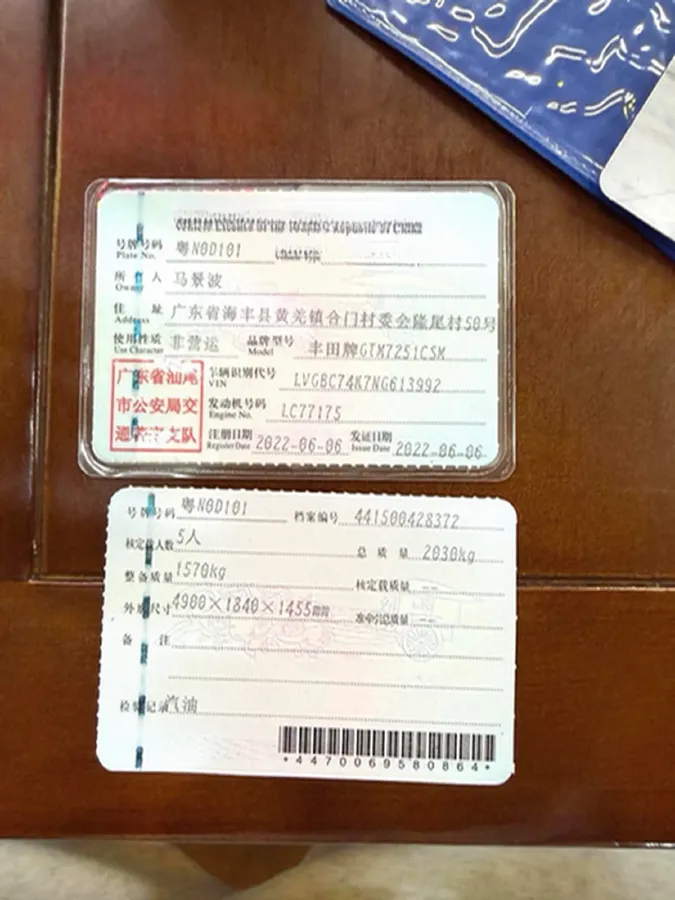 号牌号码 粤N0D101
Plate No.
所有人 马景波
Owner
住址 广东省海丰县黄羌镇合门村委会隆尾村50号
Address
使用性质 非营运 品牌型号 丰田牌GTM7251CSM
Use Character Model
广东省汕尾 车辆识别代号 LVGBC74K7NG613992
VIN
市公安局交 发动机号码 LC77175
Engine No.
通警察支队 注册日期 2022-06-06 发证日期 2022-06-06
Register Date Issue Date
号牌号码 粤N0D101 档案编号 441500428372
核定载人数 5人 总质量 2030kg
整备质量 1570kg 核定载质量
外廓尺寸 4900×1840×1455mm 准牵引总质量 --
备注
检验记录 汽油
*4470069580864*